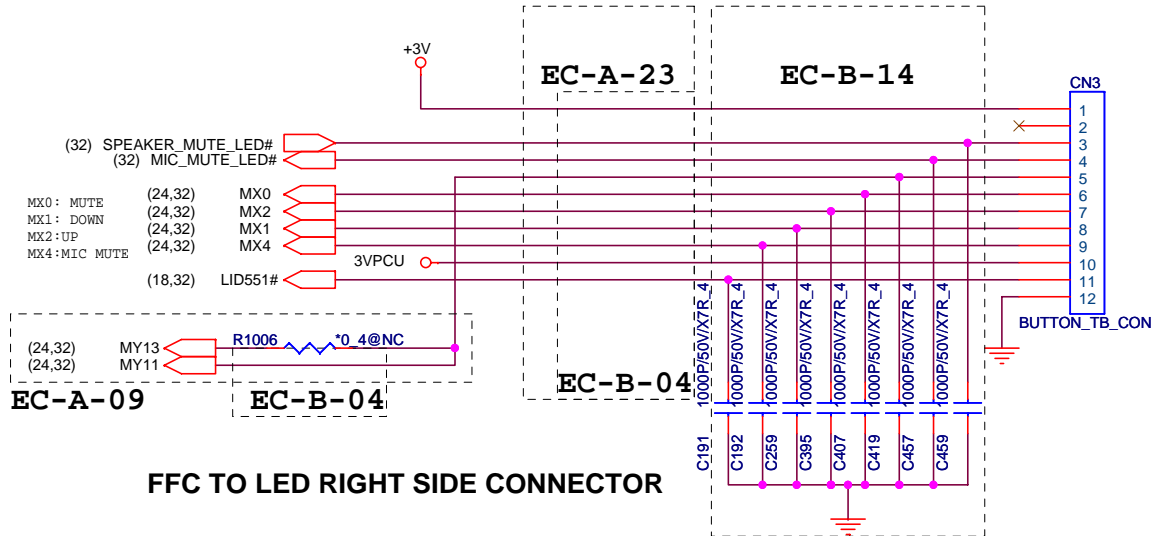 +3V
EC-A-23
EC-B-14
CN3
1
2
(32) SPEAKER_MUTE_LED#
3
(32) MIC_MUTE_LED#
4
5
MX0: MUTE
(24,32) MX0
6
MX1: DOWN
(24,32) MX2
7
MX2:UP
(24,32) MX1
8
MX4:MIC MUTE
(24,32) MX4
9
3VPCU
10
(18,32) LID551#
11
12
BUTTON_TB_CON
1000P/50V/X7R_4
1000P/50V/X7R_4
1000P/50V/X7R_4
1000P/50V/X7R_4
1000P/50V/X7R_4
1000P/50V/X7R_4
1000P/50V/X7R_4
1000P/50V/X7R_4
R1006 *0_4@NC
(24,32) MY13
(24,32) MY11
EC-A-09
EC-B-04
EC-B-04
C191
C192
C259
C395
C407
C419
C457
C459
FFC TO LED RIGHT SIDE CONNECTOR